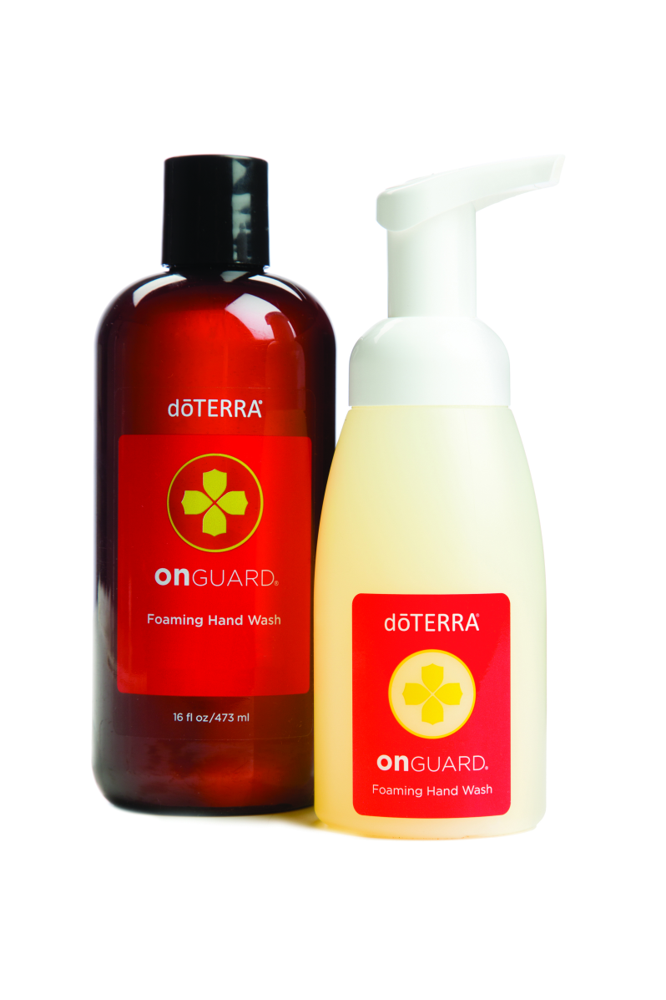 dōTERRA®
onGUARD®
Foaming Hand Wash
16 fl oz/473 ml
dōTERRA®
onGUARD®
Foaming Hand Wash